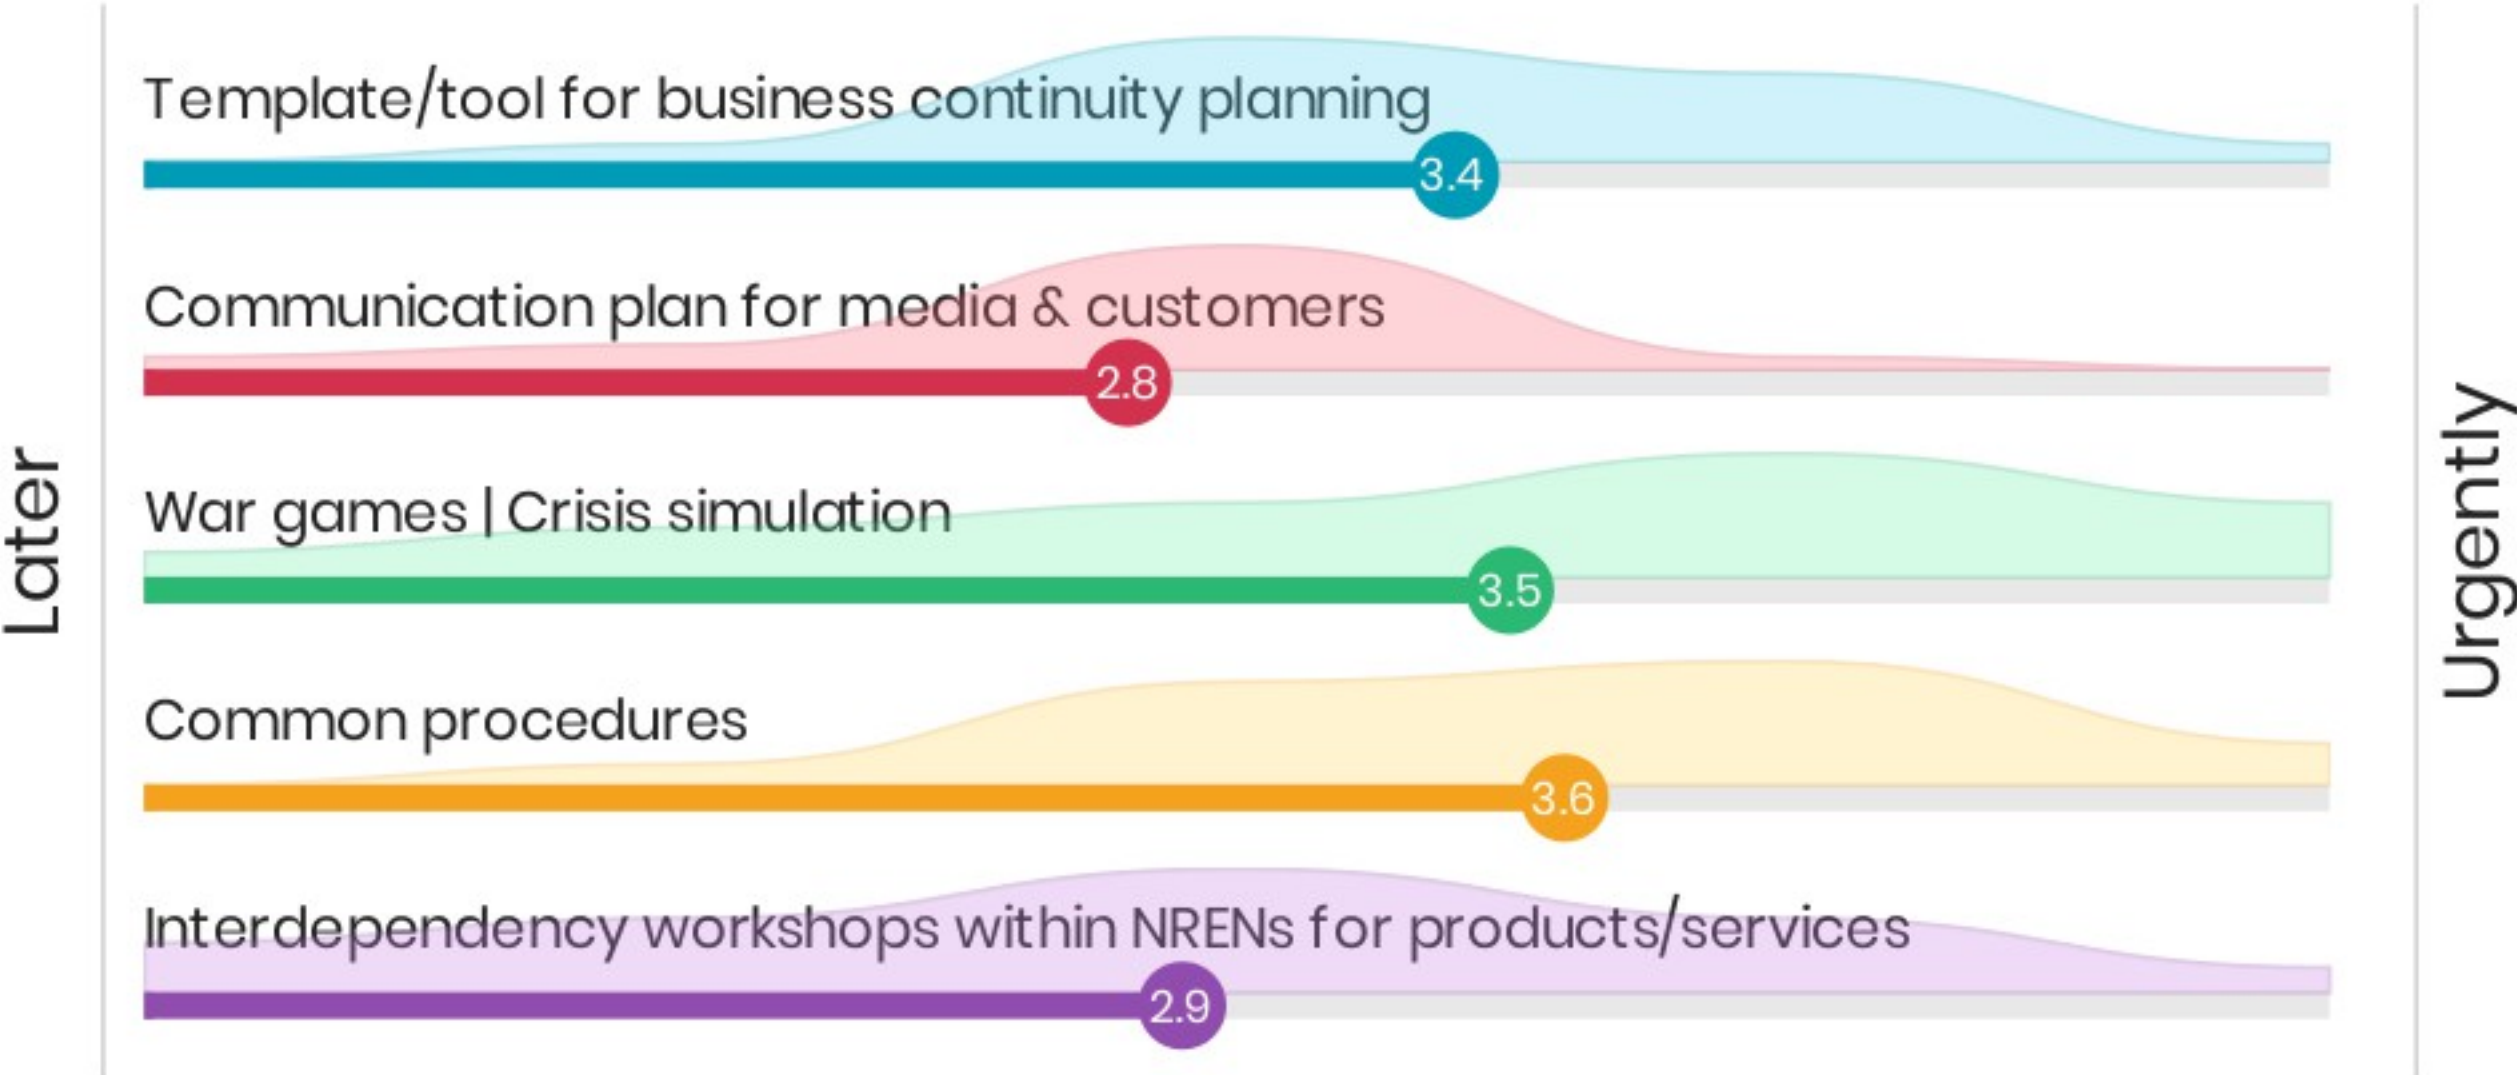 Later
Template/tool for business continuity planning
3.4
Communication plan for media & customers
2.8
War games | Crisis simulation
3.5
Common procedures
3.6
Interdependency workshops within NRENs for products/services
2.9
Urgently